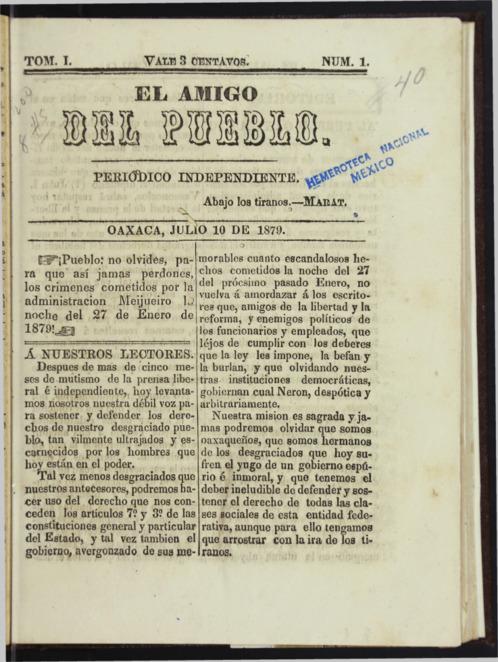 TOM. I.
VALE 3 CENTAVOS.
NUM. 1.
40
EL AMIGO
DEL PUEBLO.
PERIÓDICO INDEPENDIENTE.
HEMEROTECA NACIONAL
MEXICO
Abajo los tiranos.—MARAT.
OAXACA, JULIO 10 DE 1879.
¡Pueblo: no olvides, pa-
ra que así jamas perdones,
los crímenes cometidos por la
administracion Meijueiro la
noche del 27 de Enero de
1879!
Á NUESTROS LECTORES.
Despues de mas de cinco me-
ses de mutismo de la prensa libe-
ral é independiente, hoy levanta-
mos nosotros nuestra débil voz pa-
ra sostener y defender los dere-
chos de nuestro desgraciado pue-
blo, tan vilmente ultrajados y es-
carnecidos por los hombres que
hoy están en el poder.
Tal vez menos desgraciados que
nuestros antecesores, podremos ha-
cer uso del derecho que nos con-
ceden los artículos 7º y 3º de las
constituciones general y particular
del Estado, y tal vez tambien el
gobierno, avergonzado de sus me-
morables cuanto escandalosos he-
chos cometidos la noche del 27
del prócsimo pasado Enero, no
vuelva á amordazar á los escrito-
res que, amigos de la libertad y la
reforma, y enemigos políticos de
los funcionarios y empleados, que
léjos de cumplir con los deberes
que la ley les impone, la befan y
la burlan, y que olvidando nues-
tras instituciones democráticas,
gobiernan cual Neron, despótica y
arbitrariamente.
Nuestra mision es sagrada y ja-
mas podremos olvidar que somos
oaxaqueños, que somos hermanos
de los desgraciados que hoy su-
fren el yugo de un gobierno espú-
rio é inmoral, y que tenemos el
deber ineludible de defender y sos-
tener el derecho de todas las cla-
ses sociales de esta entidad fede-
rativa, aunque para ello tengamos
que arrostrar con la ira de los ti-
ranos.